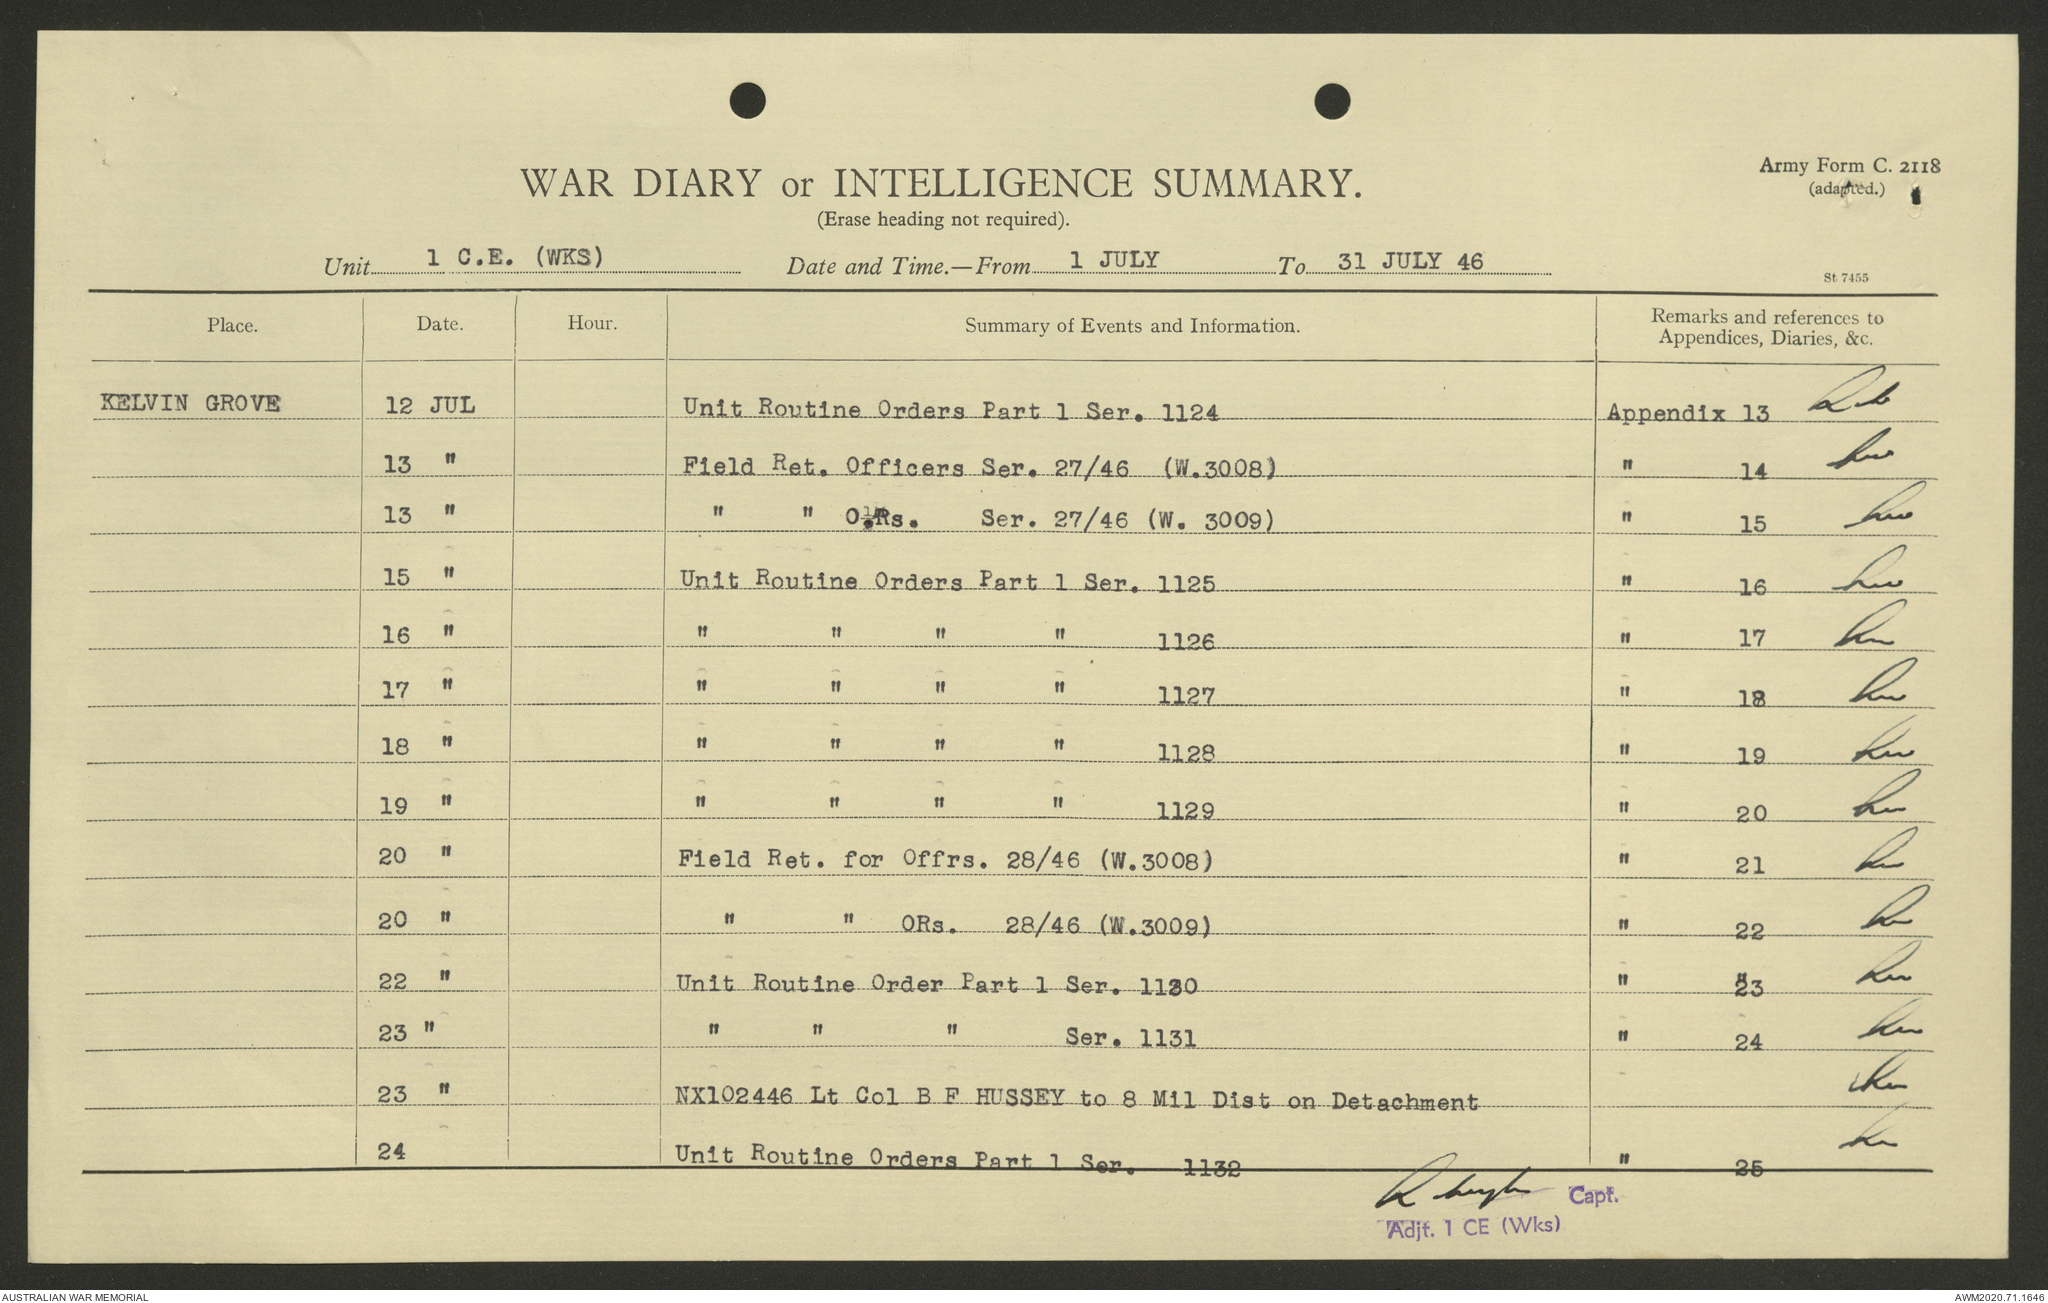 Army Form C. 2118
(adapted.)
WAR DIARY or INTELLIGENCE SUMMARY.
(Erase heading not required).
Unit 1 C.E. (WKS) Date and Time.—From 1 JULY To 31 JULY 46
St 7455
Place. Date. Hour. Summary of Events and Information. Remarks and references to
Appendices, Diaries, &c.
KELVIN GROVE 12 JUL Unit Routine Orders Part 1 Ser. 1124 Appendix 13
13 " Field Ret. Officers Ser. 27/46 (W.3008) " 14
13 " " " O.Rs. Ser. 27/46 (W. 3009) " 15
15 " Unit Routine Orders Part 1 Ser. 1125 " 16
16 " " " " " 1126 " 17
17 " " " " " 1127 " 18
18 " " " " " 1128 " 19
19 " " " " " 1129 " 20
20 " Field Ret. for Offrs. 28/46 (W.3008) " 21
20 " " " ORs. 28/46 (W.3009) " 22
22 " Unit Routine Order Part 1 Ser. 1130 " 23
23 " " " " Ser. 1131 " 24
23 " NX102446 Lt Col B F HUSSEY to 8 Mil Dist on Detachment
24 Unit Routine Orders Part 1 Ser. 1132 " 25
Capt.
Adjt. 1 CE (Wks)
AUSTRALIAN WAR MEMORIAL AWM2020.71.1646